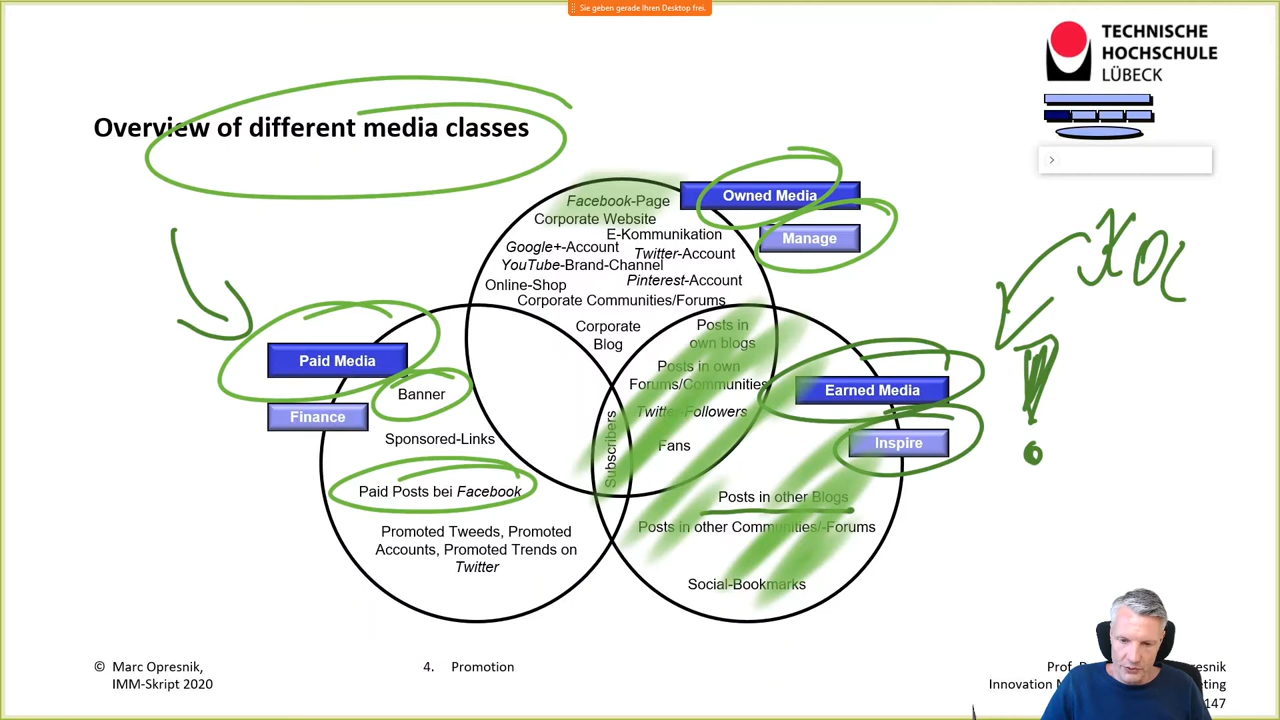 Sie geben gerade Ihren Desktop frei.
TECHNISCHE
HOCHSCHULE
LÜBECK
Overview of different media classes
Owned Media
Manage
Facebook-Page
Corporate Website
E-Kommunikation
Google+-Account
Twitter-Account
YouTube-Brand-Channel
Pinterest-Account
Online-Shop
Corporate Communities/Forums
Corporate
Blog
Posts in
own blogs
Posts in own
Forums/Communities
Twitter-Followers
Fans
Subscribers
Paid Media
Finance
Banner
Sponsored-Links
Paid Posts bei Facebook
Promoted Tweeds, Promoted
Accounts, Promoted Trends on
Twitter
Earned Media
Inspire
Posts in other Blogs
Posts in other Communities/-Forums
Social-Bookmarks
!
© Marc Opresnik,
IMM-Skript 2020
4. Promotion
Prof.
Innovation
147